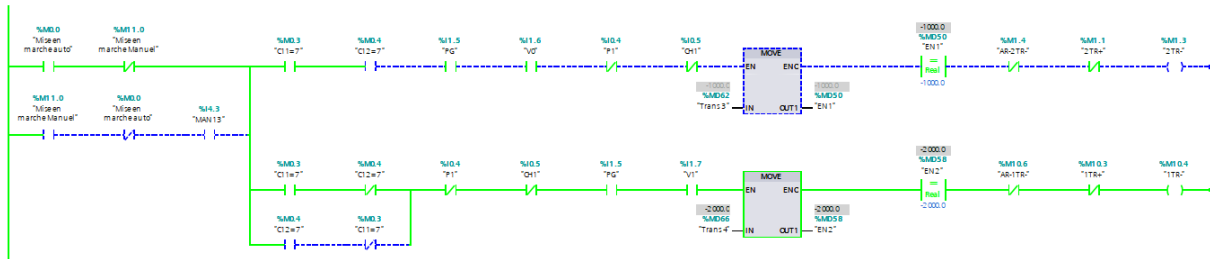 %M0.0
"Mise en
marche auto"
%M11.0
"Mise en
marche Manuel"
%M0.3
"C11=7"
%M0.4
"C12=7"
%I1.5
"PG"
%I1.6
"V0"
%I0.4
"P1"
%I0.5
"CH1"
MOVE
EN
ENO
-1000.0
%MD62
"Trans3"
IN
OUT1
-1000.0
%MD50
"EN1"
-1000.0
%MD50
"EN1"
=
Real
-1000.0
%M1.4
"AR-2TR-"
%M1.1
"2TR+"
%M1.3
"2TR-"
%M11.0
"Mise en
marche Manuel"
%M0.0
"Mise en
marche auto"
%I4.3
"MAN13"
%M0.3
"C11=7"
%M0.4
"C12=7"
%I0.4
"P1"
%I0.5
"CH1"
%I1.5
"PG"
%I1.7
"V1"
MOVE
EN
ENO
-2000.0
%MD66
"Trans4"
IN
OUT1
-2000.0
%MD58
"EN2"
-2000.0
%MD58
"EN2"
=
Real
-2000.0
%M10.6
"AR-1TR-"
%M10.3
"1TR+"
%M10.4
"1TR-"
%M0.4
"C12=7"
%M0.3
"C11=7"